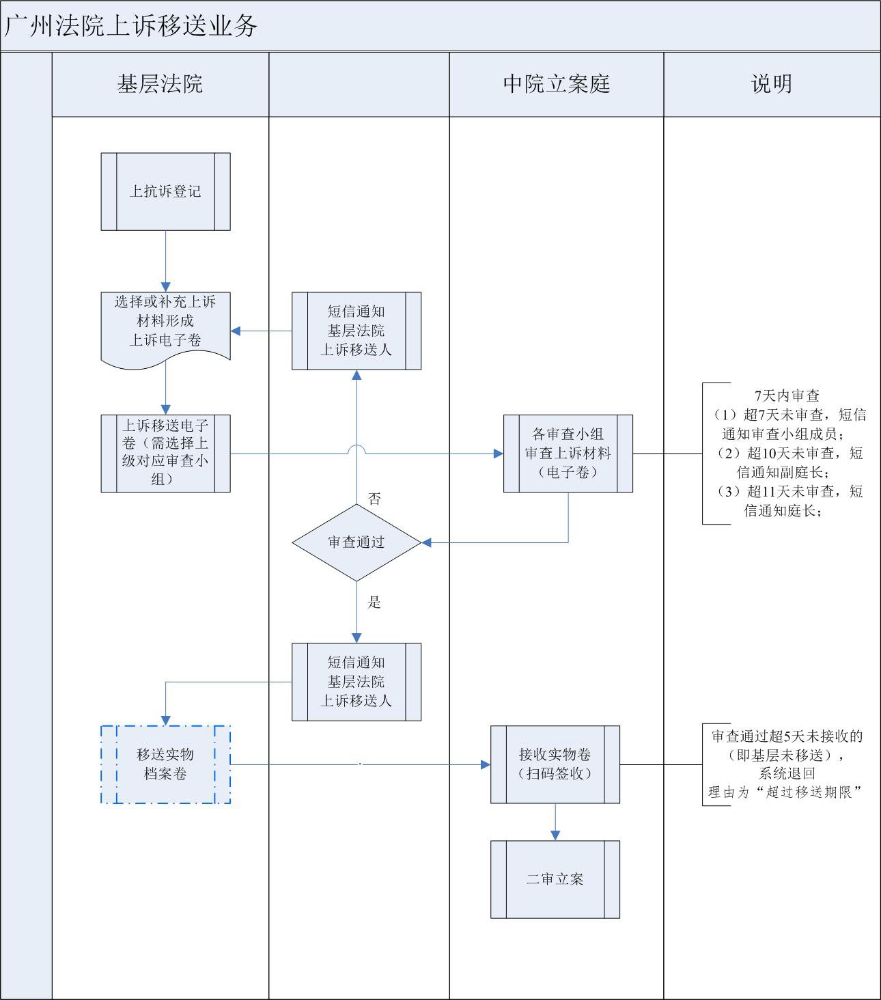 广州法院上诉移送业务
基层法院
中院立案庭
说明
上抗诉登记
选择或补充上诉
材料形成
上诉电子卷
短信通知
基层法院
上诉移送人
上诉移送电子
卷（需选择上
级对应审查小
组）
各审查小组
审查上诉材料
（电子卷）
7天内审查
（1）超7天未审查，短信
通知审查小组成员；
（2）超10天未审查，短
信通知副庭长；
（3）超11天未审查，短
信通知庭长；
否
审查通过
是
短信通知
基层法院
上诉移送人
移送实物
档案卷
接收实物卷
（扫码签收）
审查通过超5天未接收的
（即基层未移送），
系统退回
理由为“超过移送期限”
二审立案